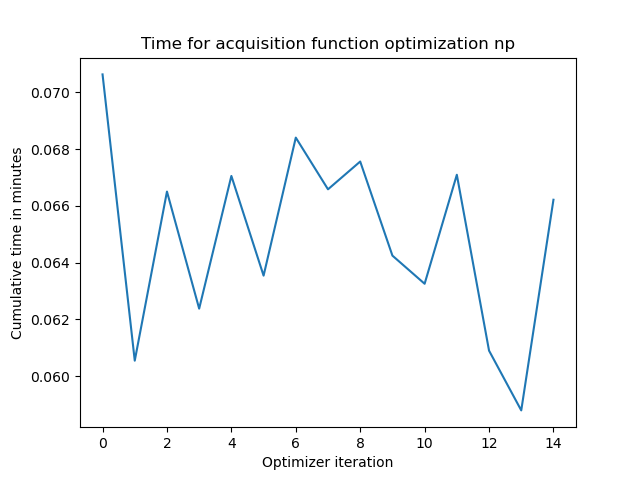 Time for acquisition function optimization np
0.070
0.068
0.066
0.064
0.062
0.060
Cumulative time in minutes
0 2 4 6 8 10 12 14
Optimizer iteration